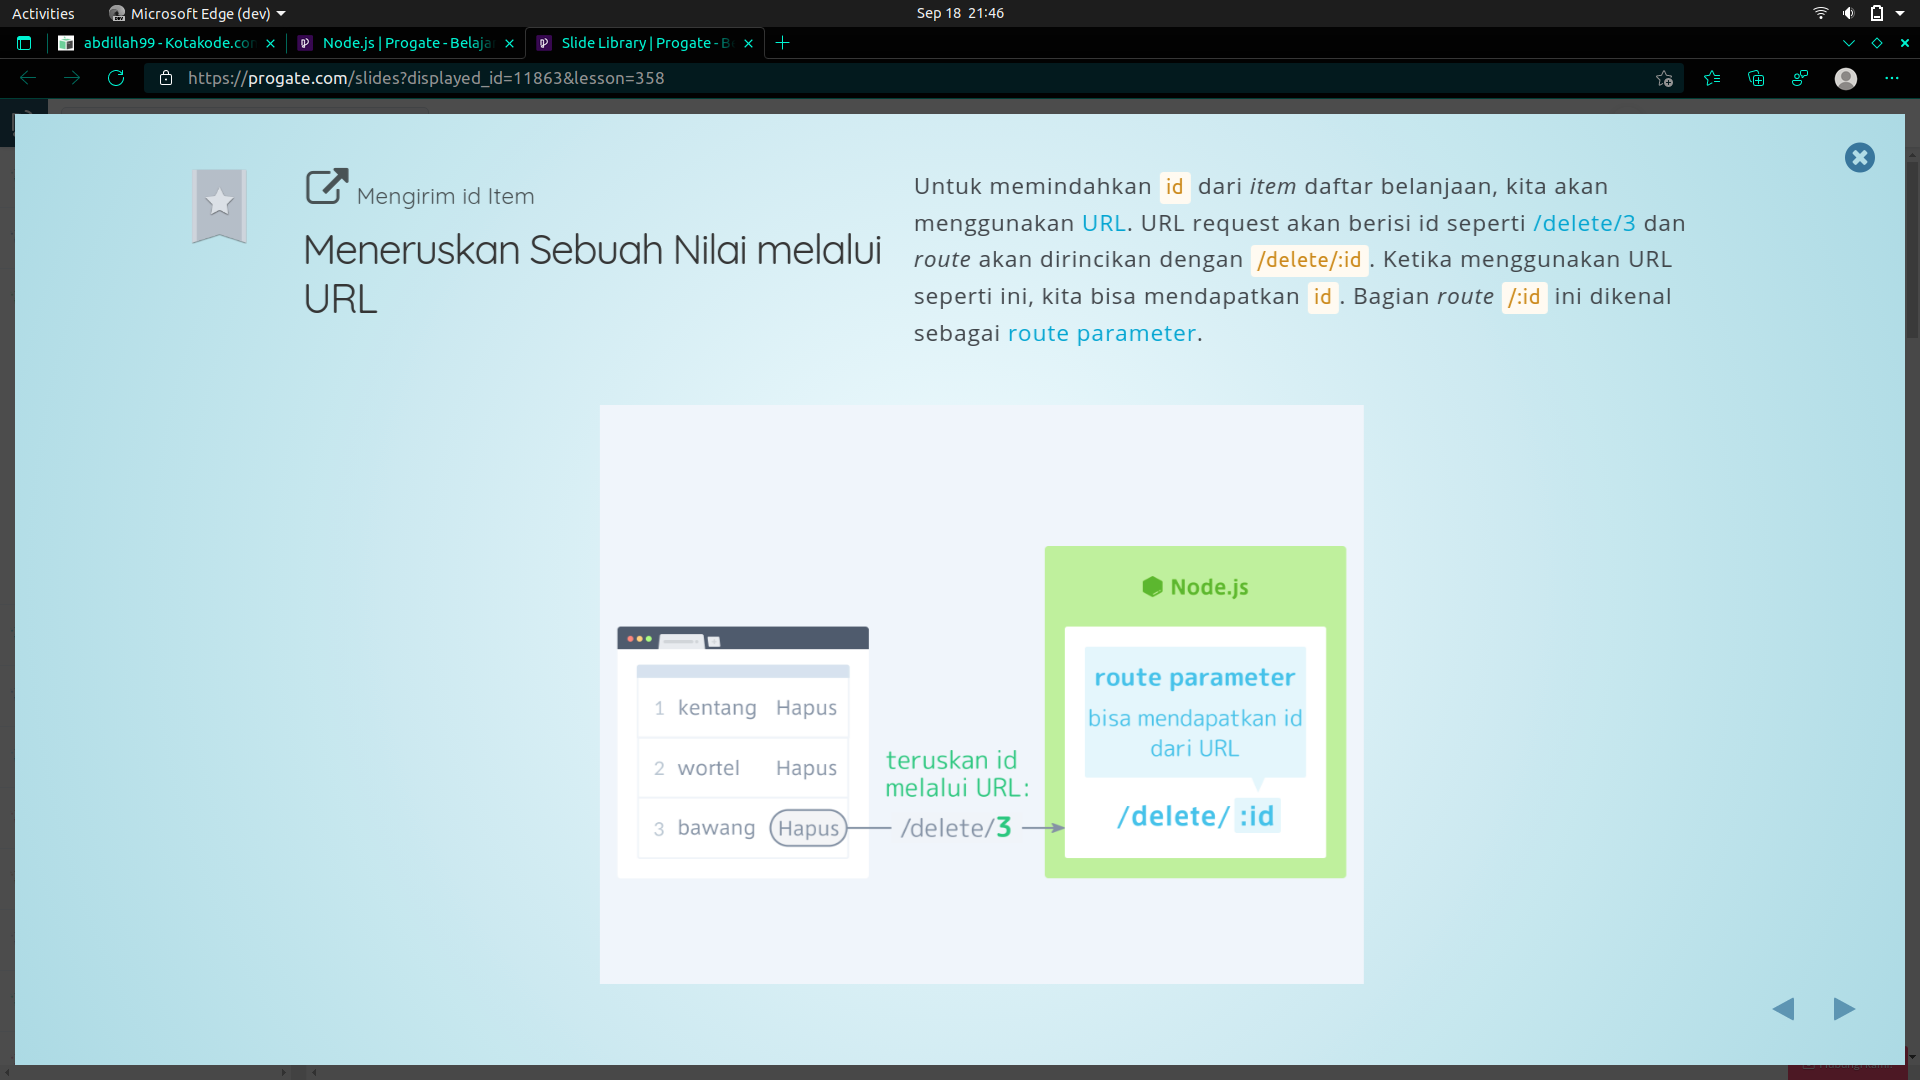 Activities
Microsoft Edge (dev)
Sep 18 21:46
abdillah99 - Kotakode.com
Node.js | Progate - Belaja
Slide Library | Progate - Be
https://progate.com/slides?displayed_id=11863&lesson=358
Mengirim id Item
Meneruskan Sebuah Nilai melalui
URL
Untuk memindahkan id dari item daftar belanjaan, kita akan
menggunakan URL. URL request akan berisi id seperti /delete/3 dan
route akan dirincikan dengan /delete/:id. Ketika menggunakan URL
seperti ini, kita bisa mendapatkan id. Bagian route /:id ini dikenal
sebagai route parameter.
1 kentang Hapus
2 wortel Hapus
3 bawang Hapus
teruskan id
melalui URL:
/delete/3
Node.js
route parameter
bisa mendapatkan id
dari URL
/delete/ :id